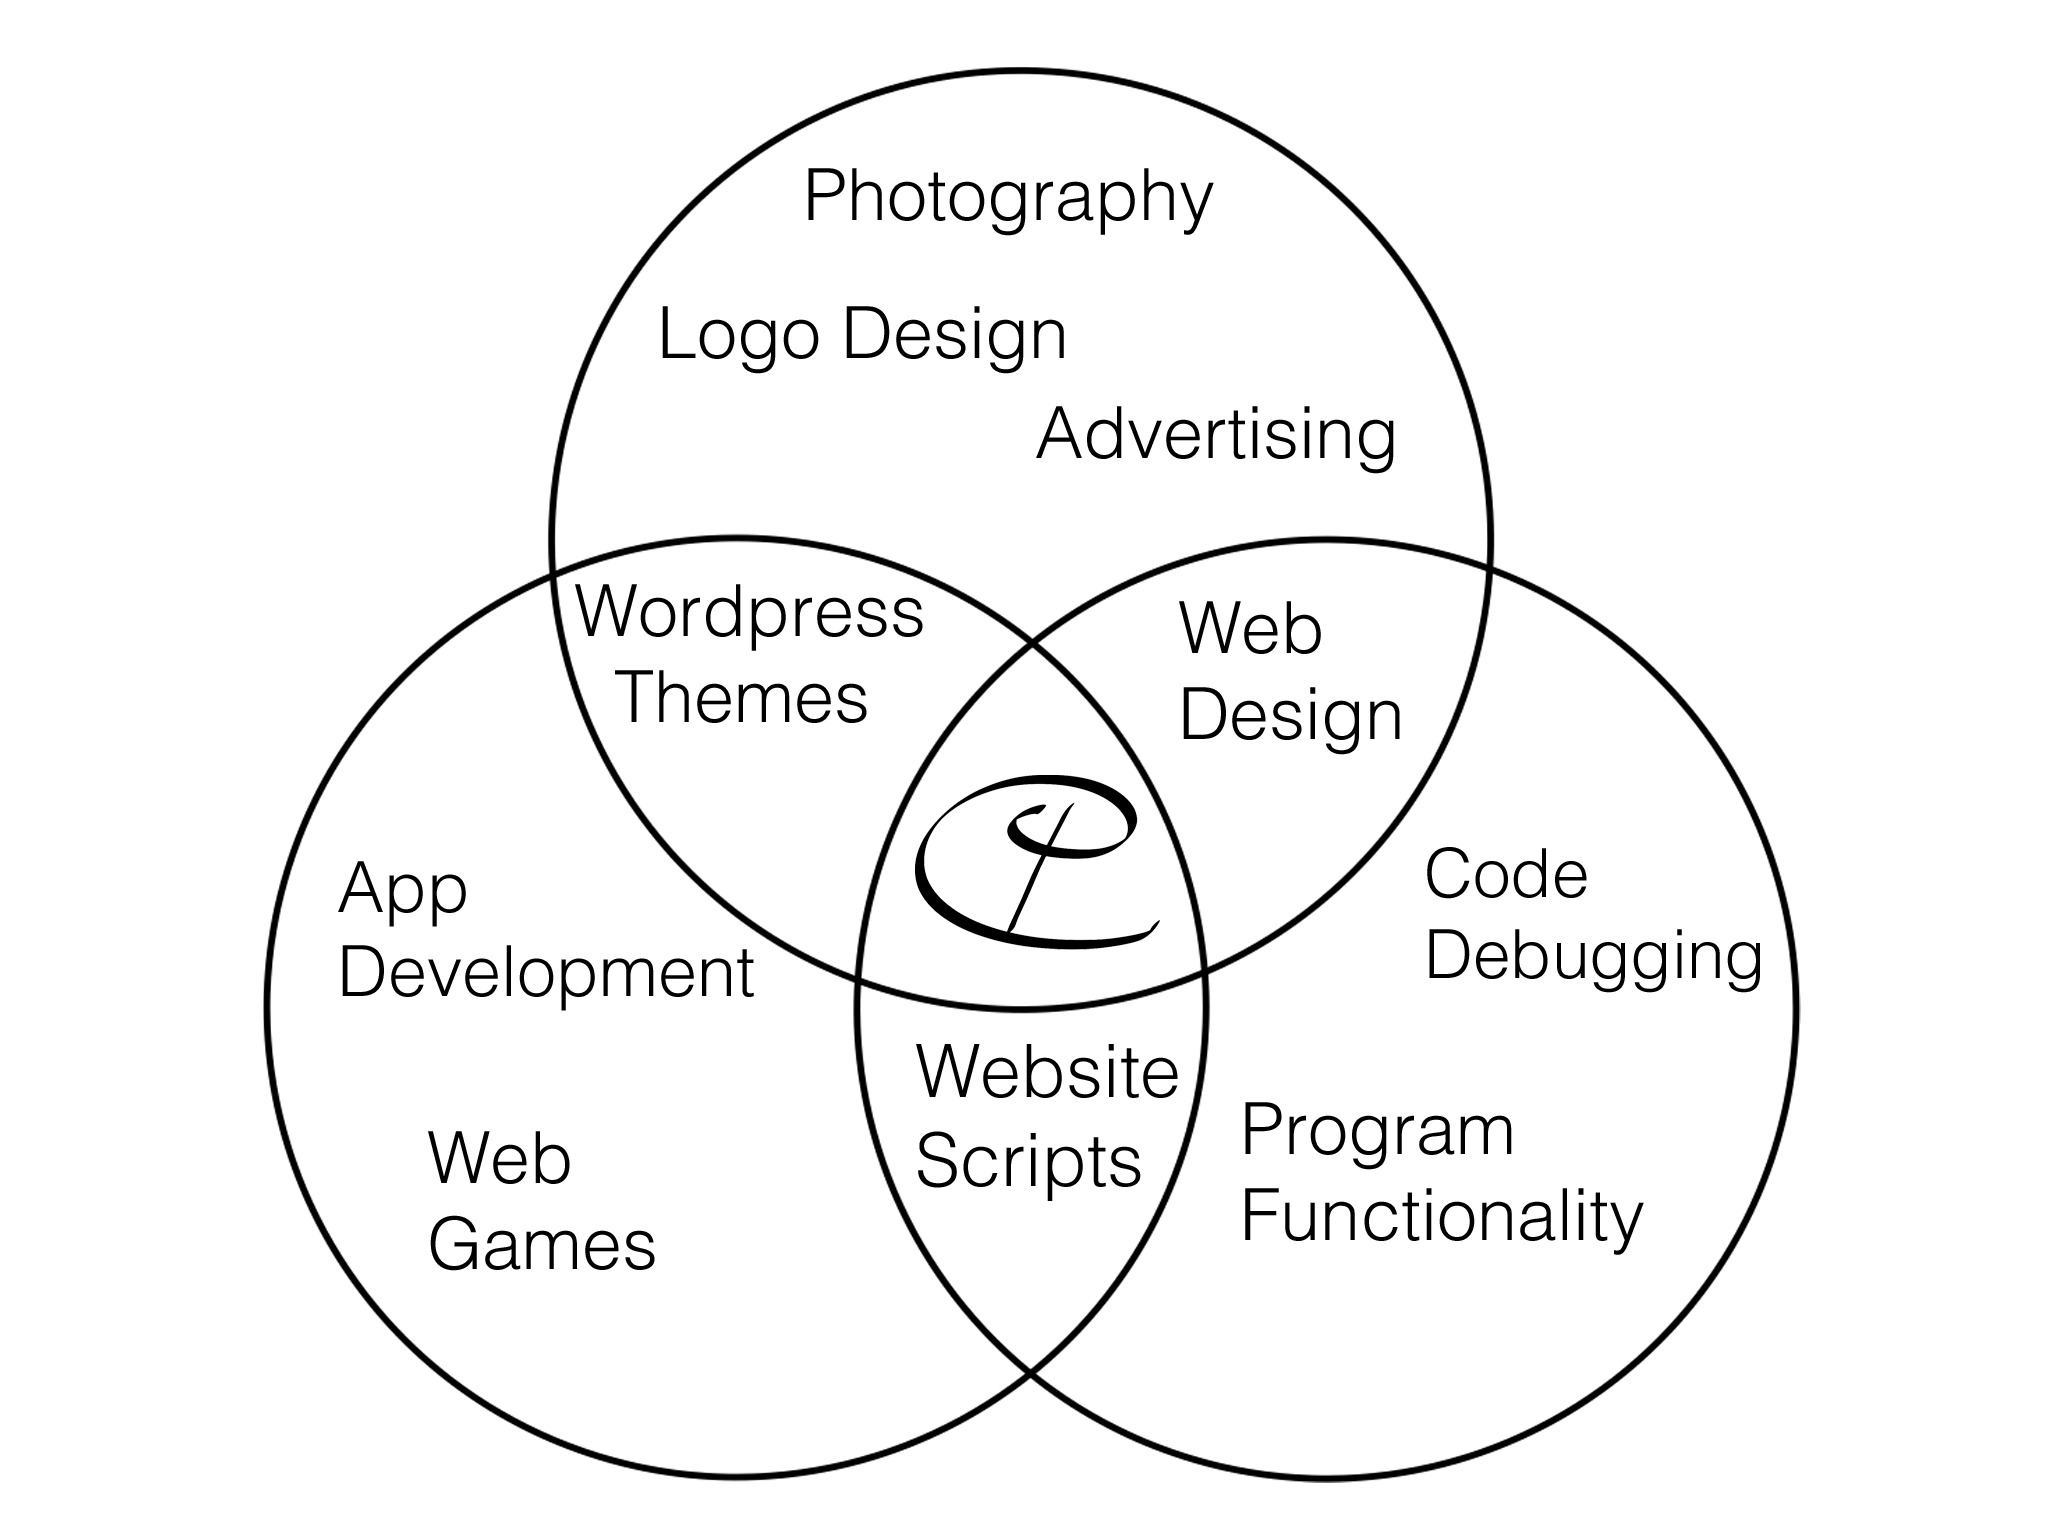 Photography
Logo Design
Advertising
Wordpress
Themes
Web
Design
App
Development
Code
Debugging
Website
Scripts
Web
Games
Program
Functionality